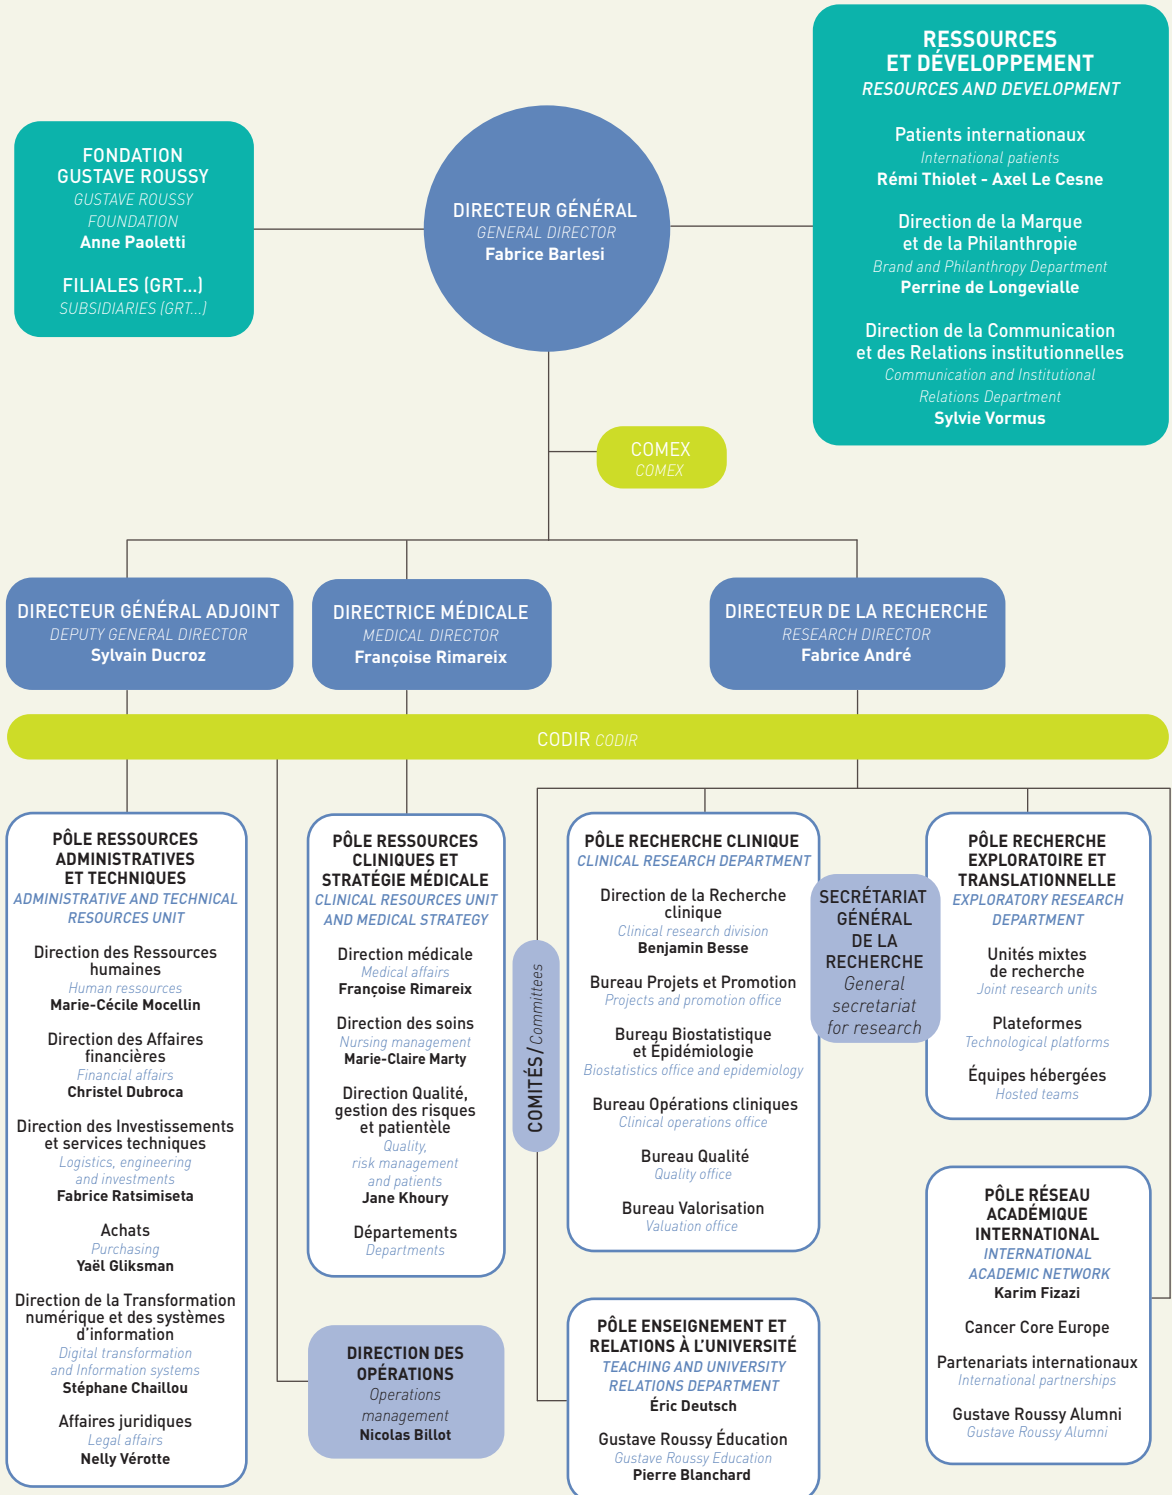 RESSOURCES
ET DÉVELOPPEMENT
RESOURCES AND DEVELOPMENT
Patients internationaux
International patients
Rémi Thiolet - Axel Le Cesne
Direction de la Marque
et de la Philanthropie
Brand and Philanthropy Department
Perrine de Longevialle
Direction de la Communication
et des Relations institutionnelles
Communication and Institutional
Relations Department
Sylvie Vormus
FONDATION
GUSTAVE ROUSSY
GUSTAVE ROUSSY
FOUNDATION
Anne Paoletti
FILIALES (GRT...)
SUBSIDIARIES (GRT...)
DIRECTEUR GÉNÉRAL
GENERAL DIRECTOR
Fabrice Barlesi
COMEX
COMEX
DIRECTEUR GÉNÉRAL ADJOINT
DEPUTY GENERAL DIRECTOR
Sylvain Ducroz
DIRECTRICE MÉDICALE
MEDICAL DIRECTOR
Françoise Rimareix
DIRECTEUR DE LA RECHERCHE
RESEARCH DIRECTOR
Fabrice André
CODIR CODIR
PÔLE RESSOURCES
ADMINISTRATIVES
ET TECHNIQUES
ADMINISTRATIVE AND TECHNICAL
RESOURCES UNIT
Direction des Ressources
humaines
Human ressources
Marie-Cécile Mocellin
Direction des Affaires
financières
Financial affairs
Christel Dubroca
Direction des Investissements
et services techniques
Logistics, engineering
and investments
Fabrice Ratsimiseta
Achats
Purchasing
Yaël Gliksman
Direction de la Transformation
numérique et des systèmes
d'information
Digital transformation
and Information systems
Stéphane Chaillou
Affaires juridiques
Legal affairs
Nelly Vérotte
PÔLE RESSOURCES
CLINIQUES ET
STRATÉGIE MÉDICALE
CLINICAL RESOURCES UNIT
AND MEDICAL STRATEGY
Direction médicale
Medical affairs
Françoise Rimareix
Direction des soins
Nursing management
Marie-Claire Marty
Direction Qualité,
gestion des risques
et patientèle
Quality,
risk management
and patients
Jane Khoury
Départements
Departments
DIRECTION DES
OPÉRATIONS
Operations
management
Nicolas Billot
COMITÉS/Committees
PÔLE RECHERCHE CLINIQUE
CLINICAL RESEARCH DEPARTMENT
Direction de la Recherche
clinique
Clinical research division
Benjamin Besse
Bureau Projets et Promotion
Projects and promotion office
Bureau Biostatistique
et Épidémiologie
Biostatistics office and epidemiology
Bureau Opérations cliniques
Clinical operations office
Bureau Qualité
Quality office
Bureau Valorisation
Valuation office
SECRÉTARIAT
GÉNÉRAL
DE LA
RECHERCHE
General
secretariat
for research
PÔLE RECHERCHE
EXPLORATOIRE ET
TRANSLATIONNELLE
EXPLORATORY RESEARCH
DEPARTMENT
Unités mixtes
de recherche
Joint research units
Plateformes
Technological platforms
Équipes hébergées
Hosted teams
PÔLE ENSEIGNEMENT ET
RELATIONS À L'UNIVERSITÉ
TEACHING AND UNIVERSITY
RELATIONS DEPARTMENT
Éric Deutsch
Gustave Roussy Éducation
Gustave Roussy Education
Pierre Blanchard
PÔLE RÉSEAU
ACADÉMIQUE
INTERNATIONAL
INTERNATIONAL
ACADEMIC NETWORK
Karim Fizazi
Cancer Core Europe
Partenariats internationaux
International partnerships
Gustave Roussy Alumni
Gustave Roussy Alumni